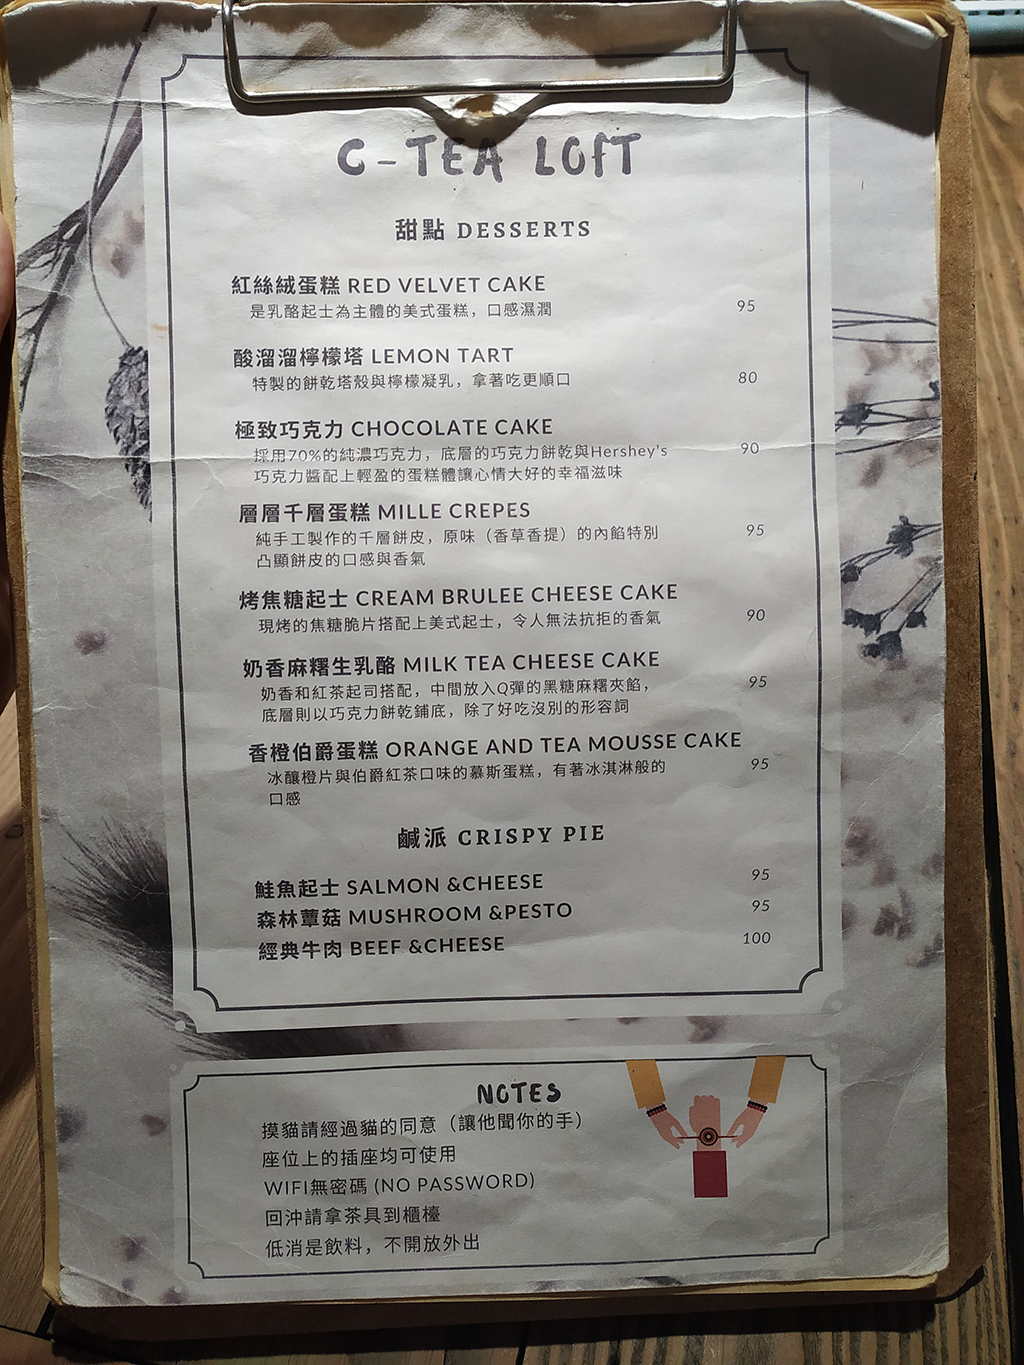 C-TEA LOFT
甜點 DESSERTS
紅絲絨蛋糕 RED VELVET CAKE
是乳酪起士為主體的美式蛋糕，口感濕潤
95
酸溜溜檸檬塔 LEMON TART
特製的餅乾塔殼與檸檬凝乳，拿著吃更順口
80
極致巧克力 CHOCOLATE CAKE
採用70%的純濃巧克力，底層的巧克力餅乾與Hershey's
90
巧克力醬配上輕盈的蛋糕體讓心情大好的幸福滋味
層層千層蛋糕 MILLE CREPES
純手工製作的千層餅皮，原味（香草香提）的內餡特別
95
凸顯餅皮的口感與香氣
烤焦糖起士 CREAM BRULEE CHEESE CAKE
現烤的焦糖脆片搭配上美式起士，令人無法抗拒的香氣
90
奶香麻糬生乳酪 MILK TEA CHEESE CAKE
奶香和紅茶起司搭配，中間放入Q彈的黑糖麻糬夾餡，
95
底層則以巧克力餅乾鋪底，除了好吃沒別的形容詞
香橙伯爵蛋糕 ORANGE AND TEA MOUSSE CAKE
冰釀橙片與伯爵紅茶口味的慕斯蛋糕，有著冰淇淋般的
95
口感
鹹派 CRISPY PIE
鮭魚起士 SALMON &CHEESE 95
森林蕈菇 MUSHROOM &PESTO 95
經典牛肉 BEEF &CHEESE 100
NOTES
摸貓請經過貓的同意（讓他聞你的手）
座位上的插座均可使用
WIFI無密碼 (NO PASSWORD)
回沖請拿茶具到櫃檯
低消是飲料，不開放外出